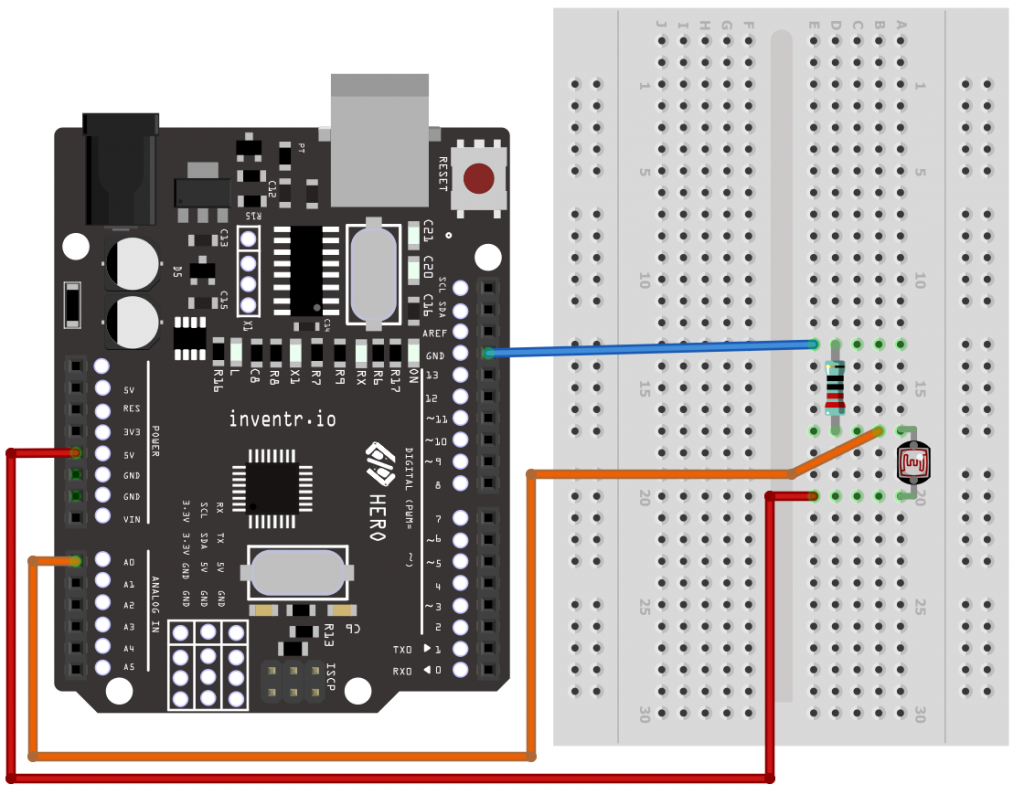 J I H G F E D C B A
1 1
5 5
10 10
15 15
20 20
25 25
30 30
RESET
PT
C12
R15
C13
D5
C15
X1
C14
C21
C20
C16
SCL
SDA
AREF
GND
13
12
~11
~10
~9
8
7
~6
~5
4
~3
2
TX0 ▶ 1
RX0 ◀ 0
DIGITAL (PWM= ~)
R16 L C8 R8 X1 R7 R9 RX R6 R17 ON
inventr.io
HERO
5V
RES
3V3
5V
GND
GND
VIN
POWER
A0
A1
A2
A3
A4
A5
ANALOG IN
3.3V SCL RX
3.3V SDA TX
GND 5V 5V
GND GND GND
R13
C6
ISCP